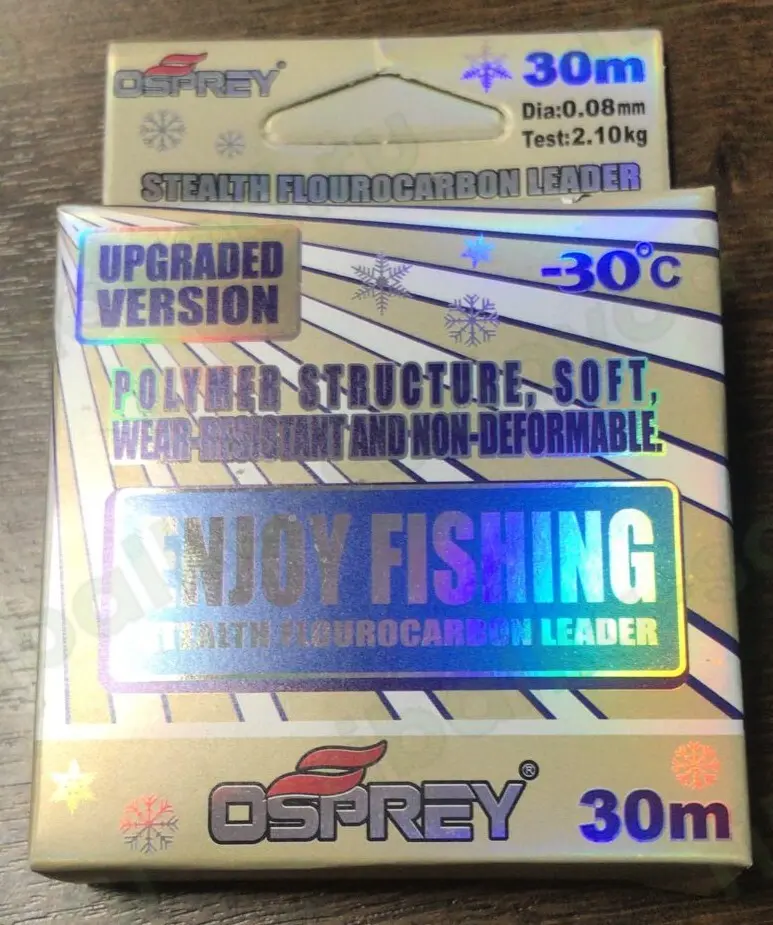 OSPREY®
30m
Dia:0.08mm
Test:2.10kg
STEALTH FLOUROCARBON LEADER
UPGRADED
VERSION
-30°C
POLYMER STRUCTURE, SOFT,
WEAR-RESISTANT AND NON-DEFORMABLE.
ENJOY FISHING
STEALTH FLOUROCARBON LEADER
OSPREY®
30m